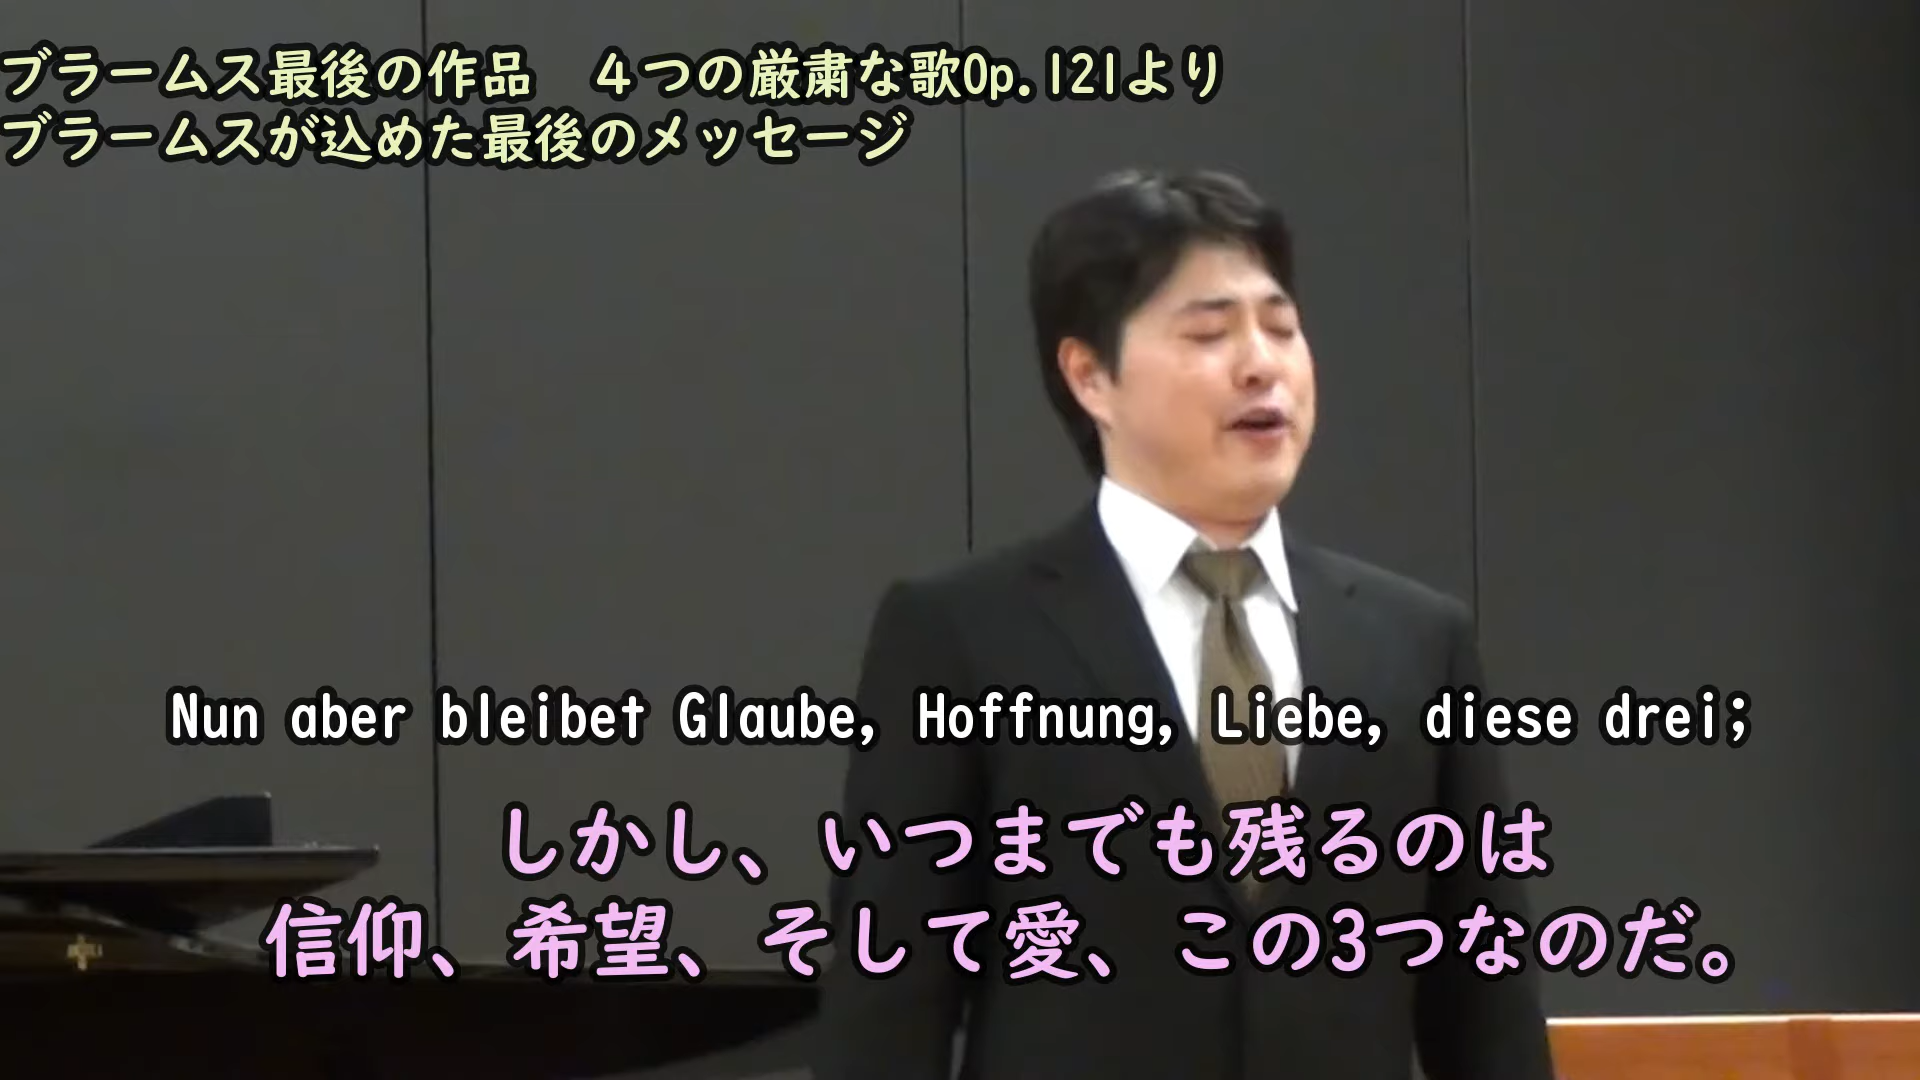 ブラームス最後の作品　４つの厳粛な歌Op.121より
ブラームスが込めた最後のメッセージ
Nun aber bleibet Glaube, Hoffnung, Liebe, diese drei;
しかし、いつまでも残るのは
信仰、希望、そして愛、この3つなのだ。